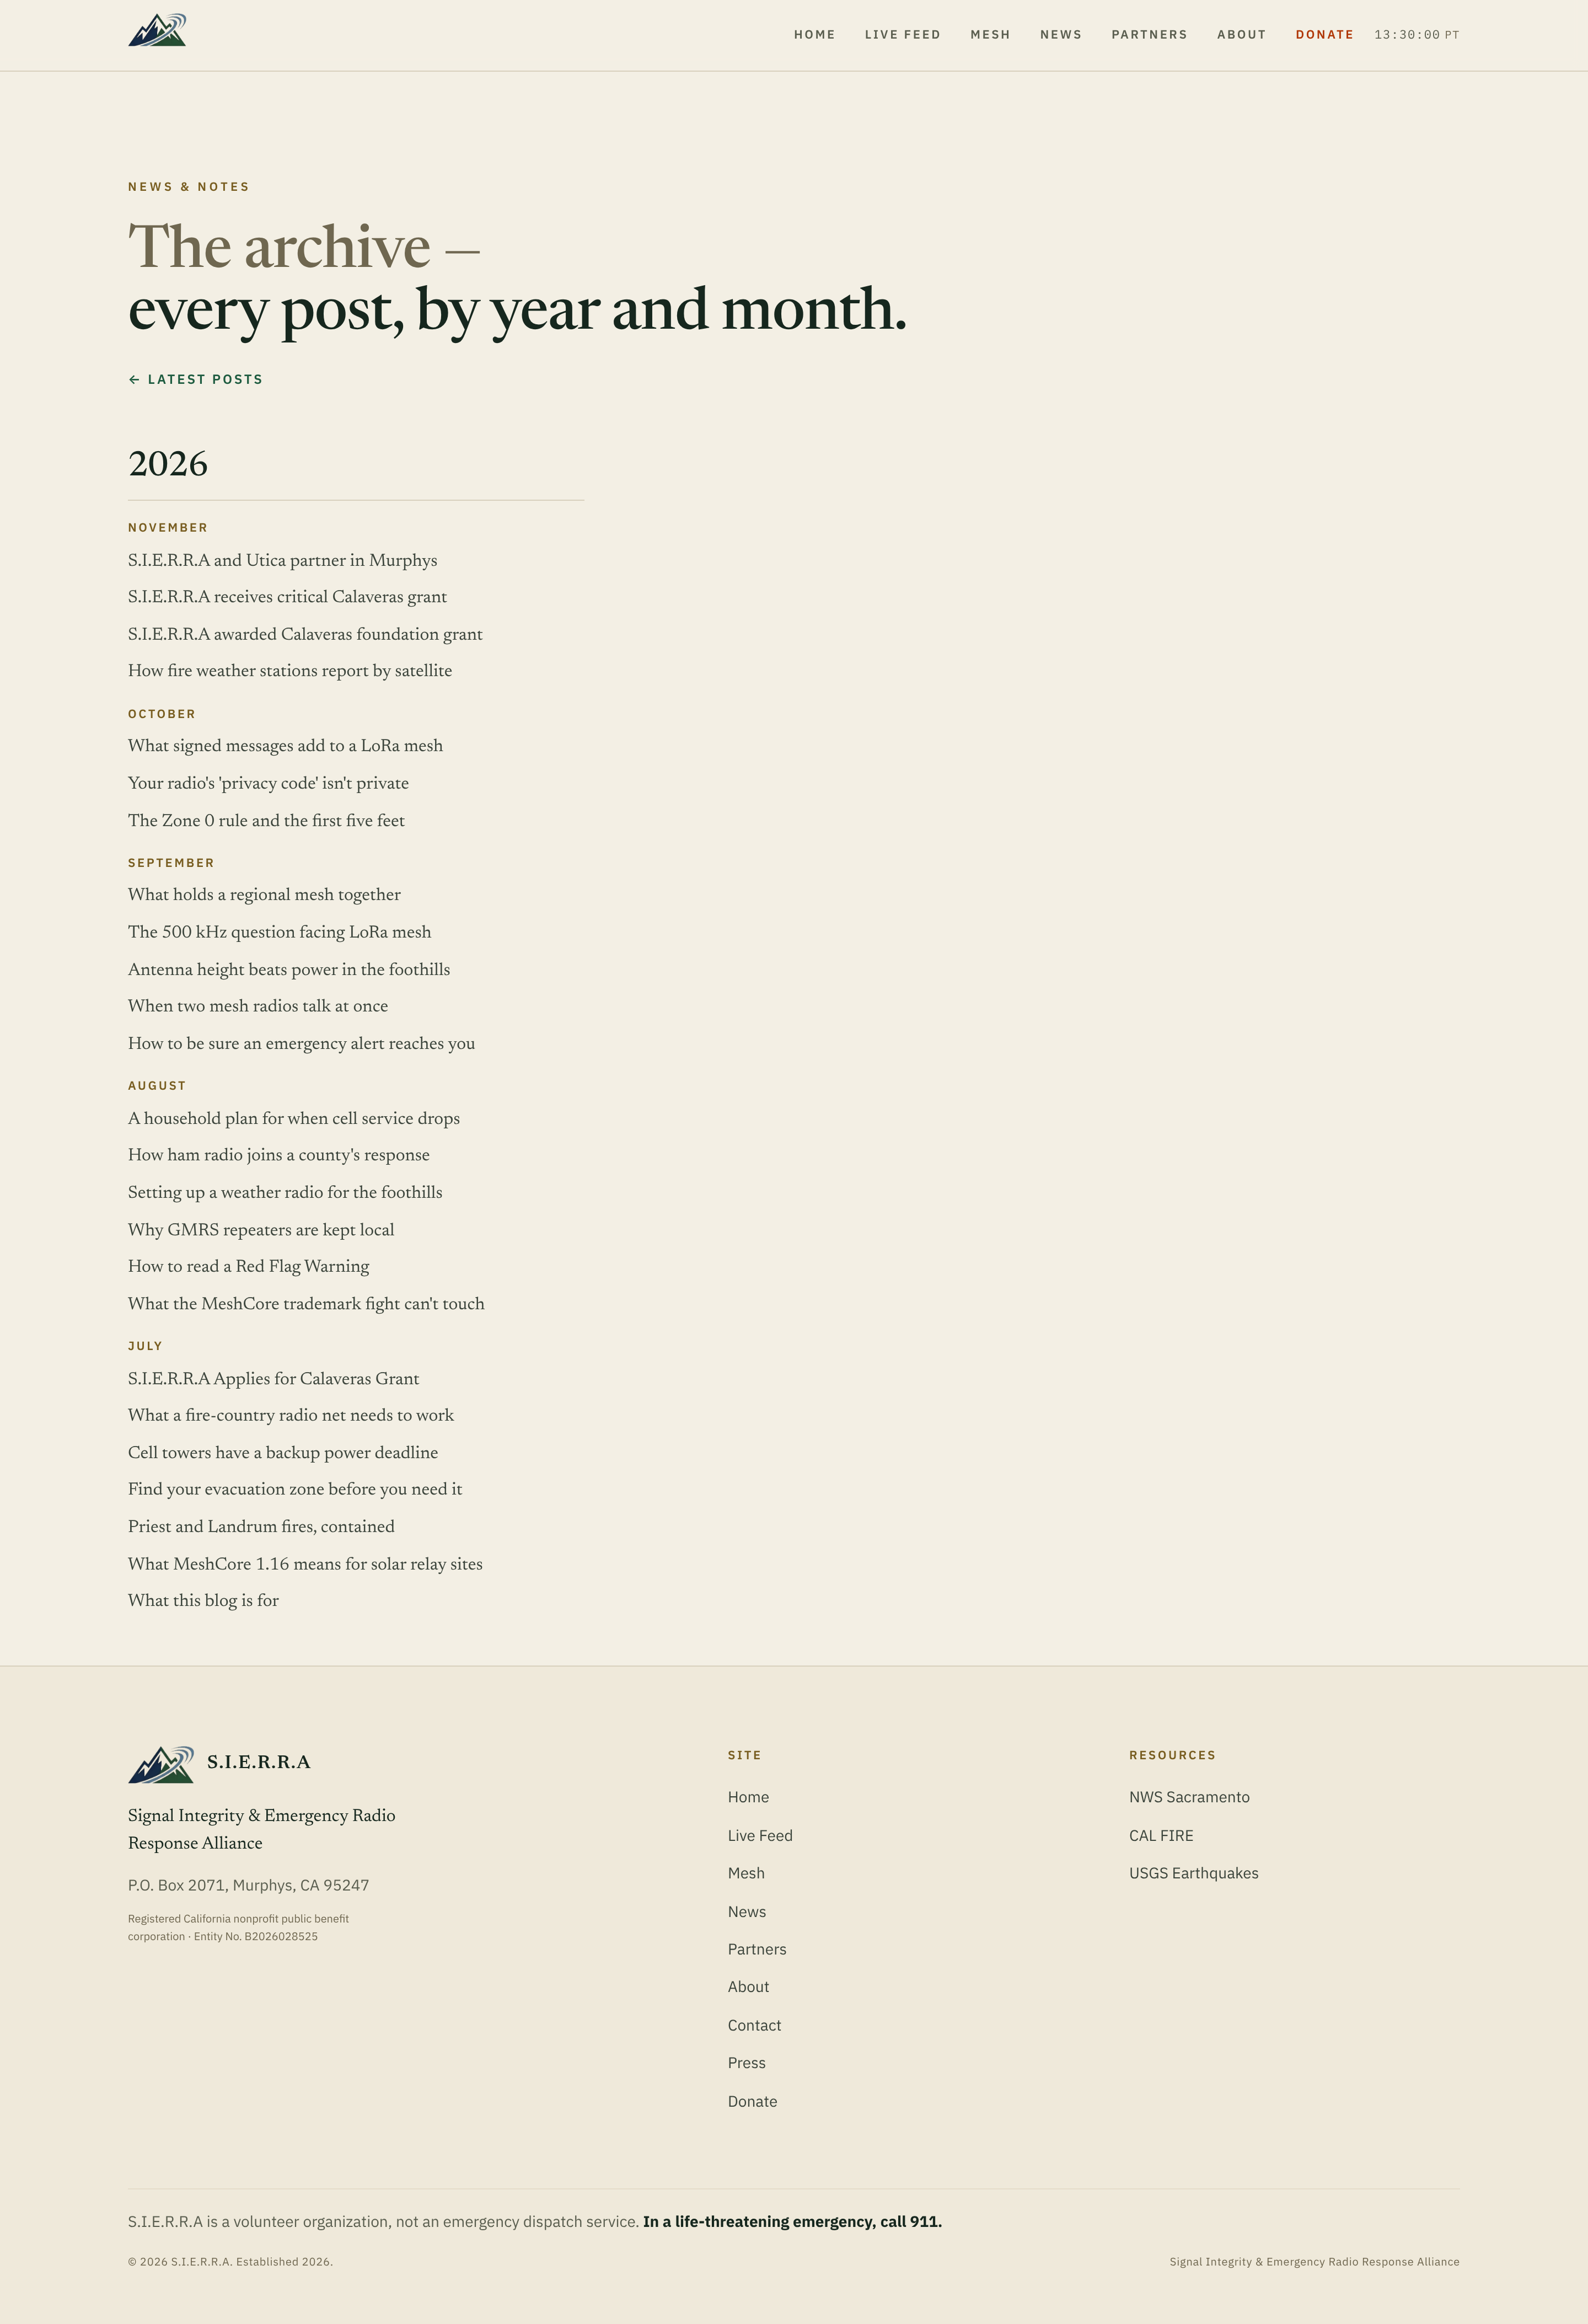 HOME LIVE FEED MESH NEWS PARTNERS ABOUT DONATE 13:30:00 PT
NEWS & NOTES
The archive —
every post, by year and month.
← LATEST POSTS
2026
NOVEMBER
S.I.E.R.R.A and Utica partner in Murphys
S.I.E.R.R.A receives critical Calaveras grant
S.I.E.R.R.A awarded Calaveras foundation grant
How fire weather stations report by satellite
OCTOBER
What signed messages add to a LoRa mesh
Your radio's 'privacy code' isn't private
The Zone 0 rule and the first five feet
SEPTEMBER
What holds a regional mesh together
The 500 kHz question facing LoRa mesh
Antenna height beats power in the foothills
When two mesh radios talk at once
How to be sure an emergency alert reaches you
AUGUST
A household plan for when cell service drops
How ham radio joins a county's response
Setting up a weather radio for the foothills
Why GMRS repeaters are kept local
How to read a Red Flag Warning
What the MeshCore trademark fight can't touch
JULY
S.I.E.R.R.A Applies for Calaveras Grant
What a fire-country radio net needs to work
Cell towers have a backup power deadline
Find your evacuation zone before you need it
Priest and Landrum fires, contained
What MeshCore 1.16 means for solar relay sites
What this blog is for
S.I.E.R.R.A
Signal Integrity & Emergency Radio
Response Alliance
P.O. Box 2071, Murphys, CA 95247
Registered California nonprofit public benefit
corporation · Entity No. B2026028525
SITE
Home
Live Feed
Mesh
News
Partners
About
Contact
Press
Donate
RESOURCES
NWS Sacramento
CAL FIRE
USGS Earthquakes
S.I.E.R.R.A is a volunteer organization, not an emergency dispatch service. In a life-threatening emergency, call 911.
© 2026 S.I.E.R.R.A. Established 2026.
Signal Integrity & Emergency Radio Response Alliance